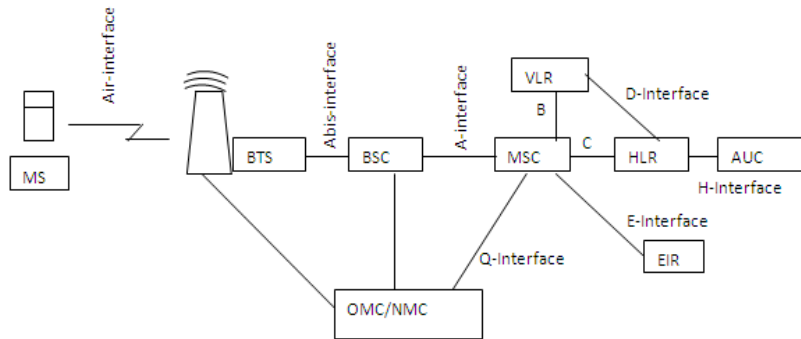 Air-interface
MS
BTS
Abis-interface
BSC
A-interface
MSC
VLR
B
D-Interface
C
HLR
AUC
H-Interface
E-Interface
EIR
Q-Interface
OMC/NMC